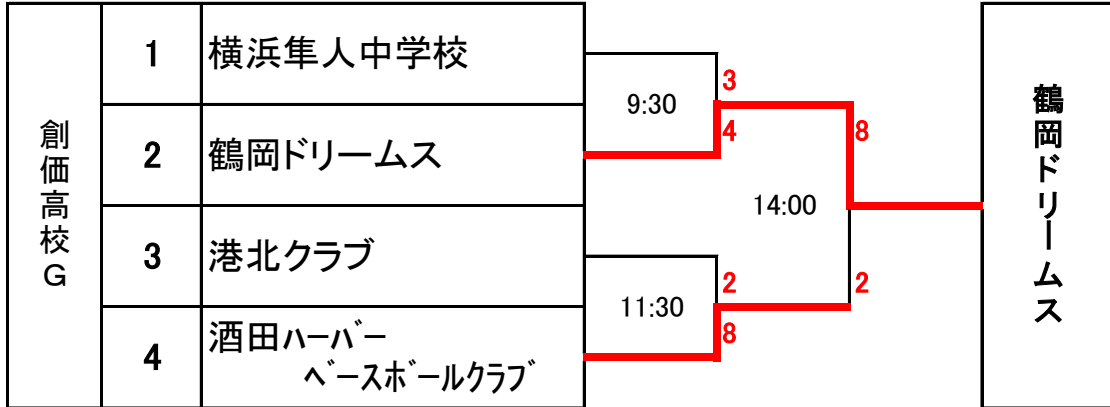 創価高校G
1 横浜隼人中学校
2 鶴岡ドリームス
3 港北クラブ
4 酒田ﾊｰﾊﾞｰ
ﾍﾞｰｽﾎﾞｰﾙｸﾗﾌﾞ
9:30
3
4
11:30
2
8
14:00
8
2
鶴岡ドリームス